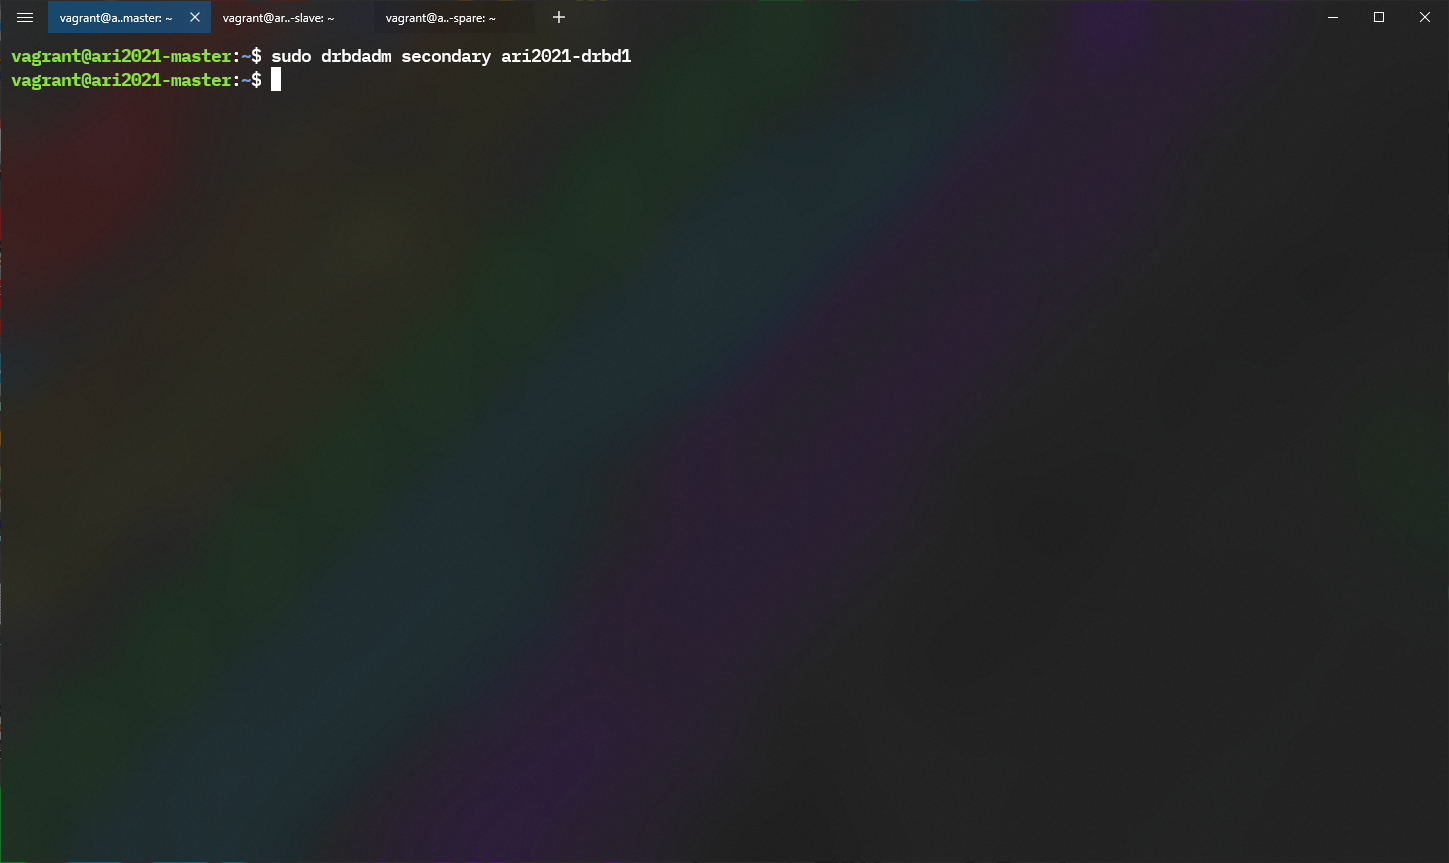 vagrant@a..master: ~ vagrant@ar..-slave: ~ vagrant@a..-spare: ~
vagrant@ari2021-master:~$ sudo drbdadm secondary ari2021-drbd1
vagrant@ari2021-master:~$